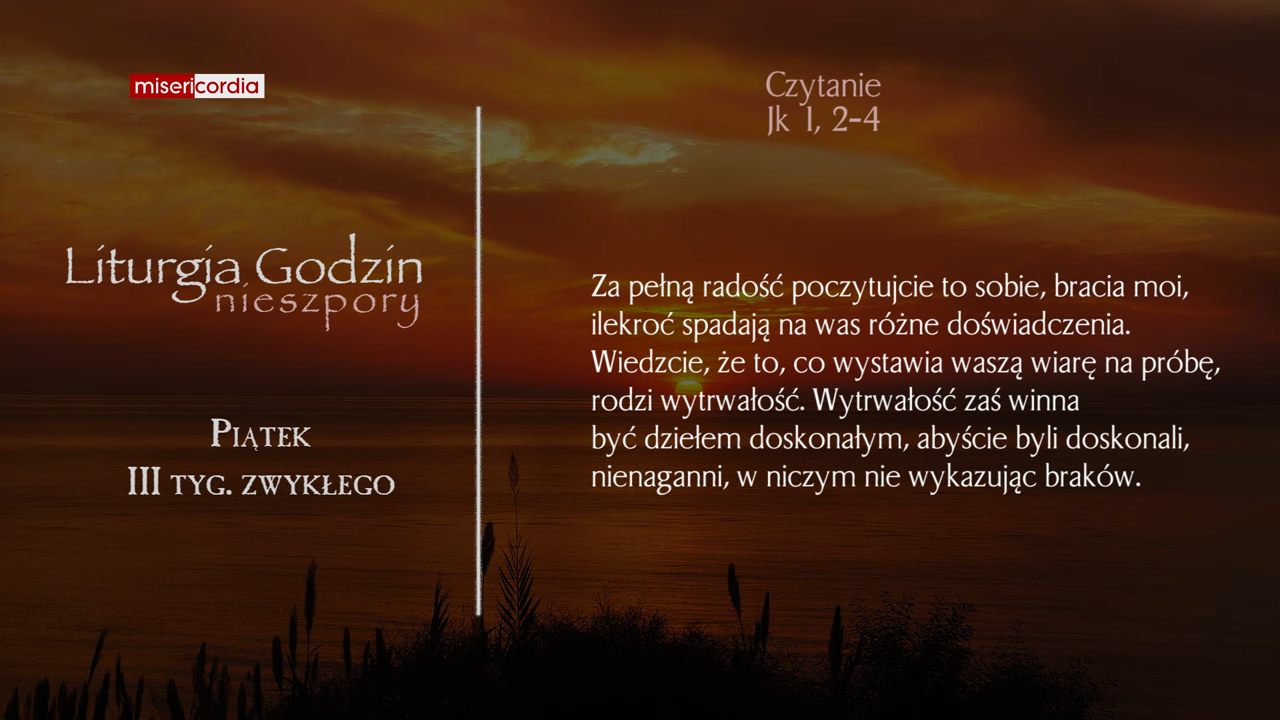 misericordia
Liturgia Godzin
nieszpory
Piątek
III tyg. zwykłego
Czytanie
Jk 1, 2-4
Za pełną radość poczytujcie to sobie, bracia moi,
ilekroć spadają na was różne doświadczenia.
Wiedzcie, że to, co wystawia waszą wiarę na próbę,
rodzi wytrwałość. Wytrwałość zaś winna
być dziełem doskonałym, abyście byli doskonali,
nienaganni, w niczym nie wykazując braków.